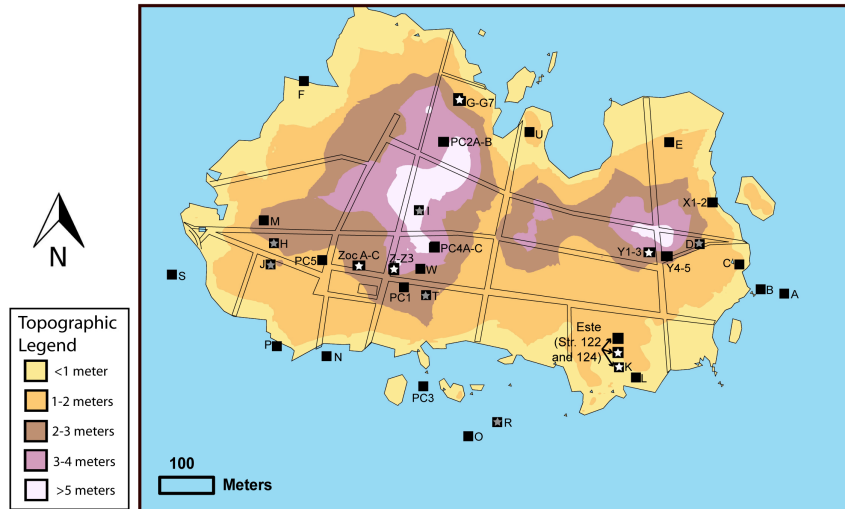 F
G-G7
U
PC2A-B
E
X1-2
I
M
H
D
PC4A-C
Zoc A-C
Z-Z3
Y1-3
J
PC5
W
Y4-5
C
S
PC1
T
B
A
N
Topographic
Legend
<1 meter
1-2 meters
2-3 meters
3-4 meters
>5 meters
Este
(Str. 122
and 124)
P
N
K
L
PC3
R
O
100
Meters